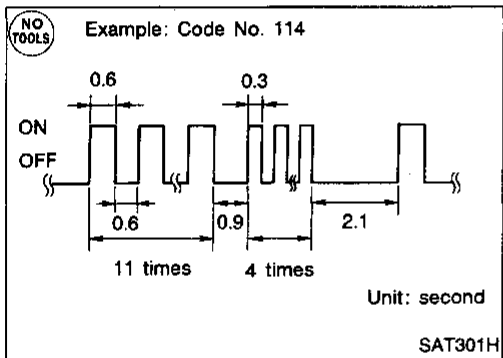 NO
TOOLS
Example: Code No. 114
0.6
0.3
ON
OFF
0.6
0.9
2.1
11 times
4 times
Unit: second
SAT301H